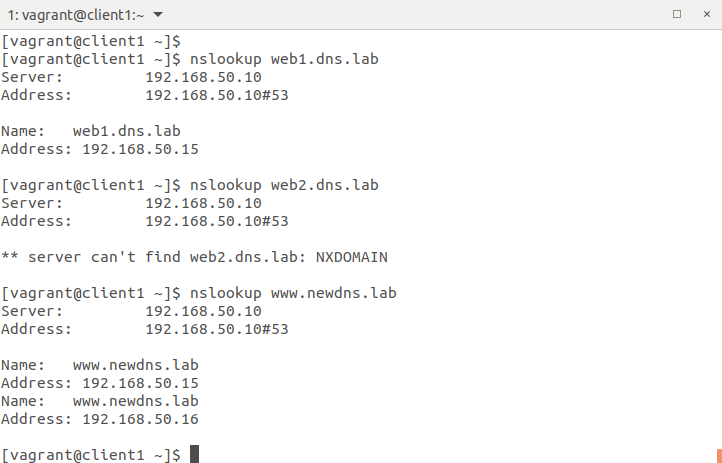 1: vagrant@client1:~
[vagrant@client1 ~]$
[vagrant@client1 ~]$ nslookup web1.dns.lab
Server:         192.168.50.10
Address:        192.168.50.10#53

Name:   web1.dns.lab
Address: 192.168.50.15

[vagrant@client1 ~]$ nslookup web2.dns.lab
Server:         192.168.50.10
Address:        192.168.50.10#53

** server can't find web2.dns.lab: NXDOMAIN

[vagrant@client1 ~]$ nslookup www.newdns.lab
Server:         192.168.50.10
Address:        192.168.50.10#53

Name:   www.newdns.lab
Address: 192.168.50.15
Name:   www.newdns.lab
Address: 192.168.50.16

[vagrant@client1 ~]$